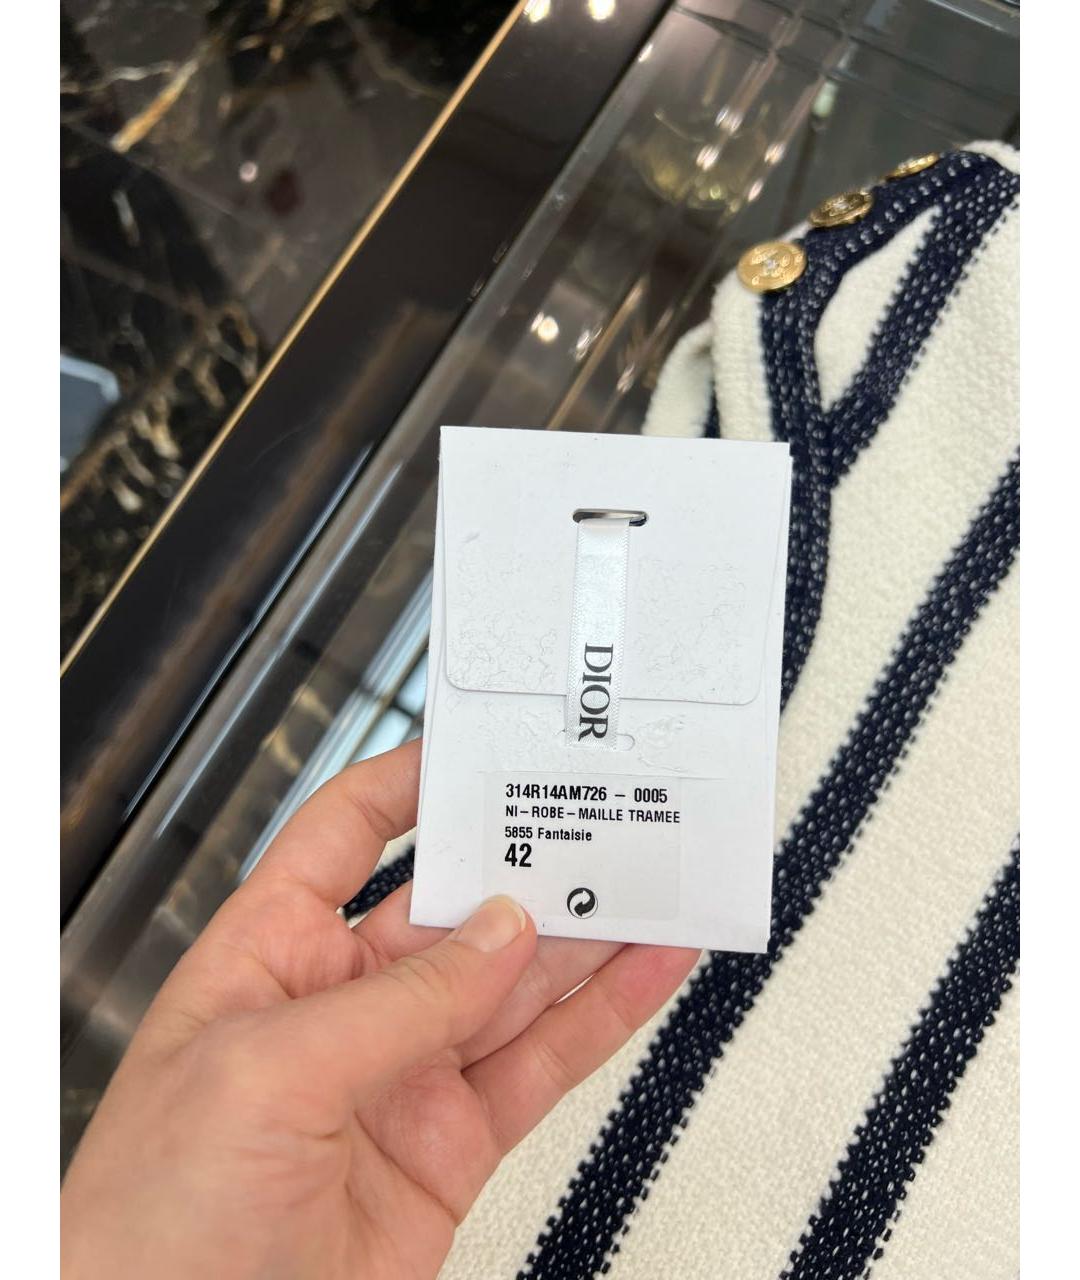 DIOR
314R14AM726 – 0005
NI–ROBE–MAILLE TRAMEE
5855 Fantaisie
42